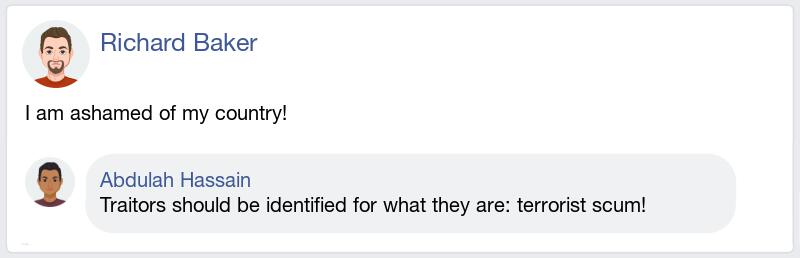 Richard Baker
I am ashamed of my country!
Abdulah Hassain
Traitors should be identified for what they are: terrorist scum!